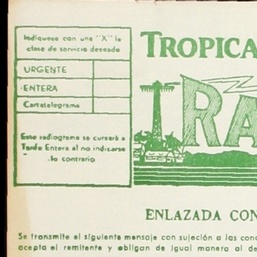 Indíquese con una "X" la
clase de servicio deseado
URGENTE
ENTERA
Cartatelegrama
Este radiograma se cursará a
Tarifa Entera al no indicarse
lo contrario
TROPICA
RA
ENLAZADA CON
Se transmite el siguiente mensaje con sujeción a las cond
acepta el remitente y obligan de igual manera al de